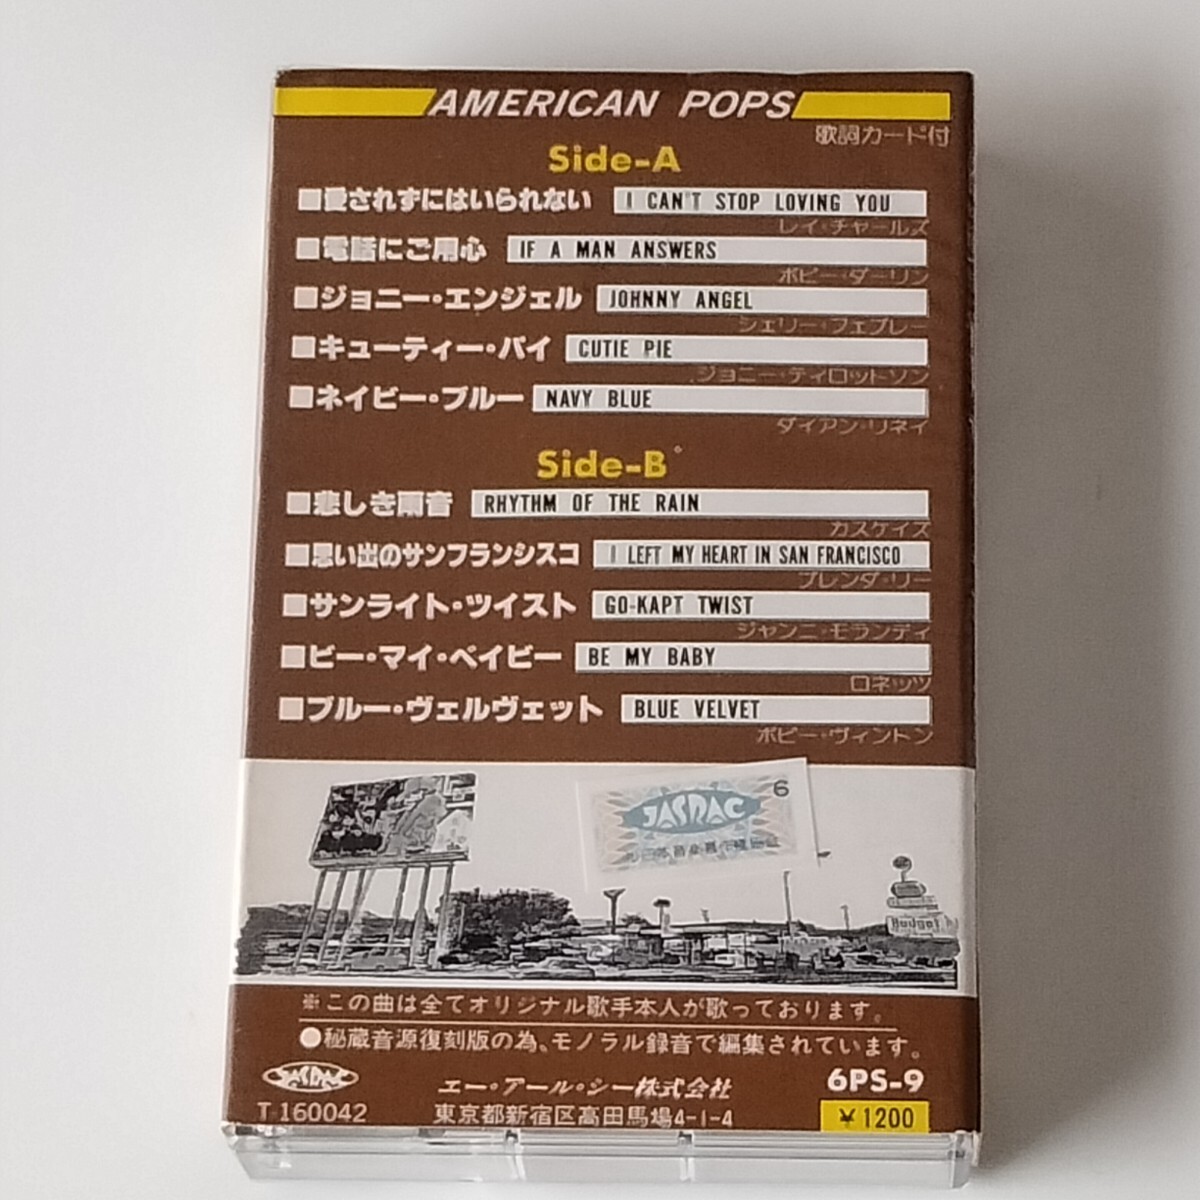 AMERICAN POPS
歌詞カード付
Side-A
■愛されずにはいられない I CAN'T STOP LOVING YOU
レイ・チャールズ
■電話にご用心 IF A MAN ANSWERS
ボビー・ダーリン
■ジョニー・エンジェル JOHNNY ANGEL
シェリー・フェブレー
■キューティー・パイ CUTIE PIE
ジョニー・ティロットソン
■ネイビー・ブルー NAVY BLUE
ダイアン・リネイ
Side-B
■悲しき雨音 RHYTHM OF THE RAIN
カスケイズ
■思い出のサンフランシスコ I LEFT MY HEART IN SAN FRANCISCO
ブレンダ・リー
■サンライト・ツイスト GO-KAPT TWIST
ジャンニ・モランディ
■ビー・マイ・ベイビー BE MY BABY
ロネッツ
■ブルー・ヴェルヴェット BLUE VELVET
ボビー・ヴィントン
JASRAC 6
Budget
※この曲は全てオリジナル歌手本人が歌っております。
●秘蔵音源復刻版の為、モノラル録音で編集されています。
JASRAC
エー・アール・シー株式会社
6PS-9
T 160042
東京都新宿区高田馬場4-1-4
¥1200